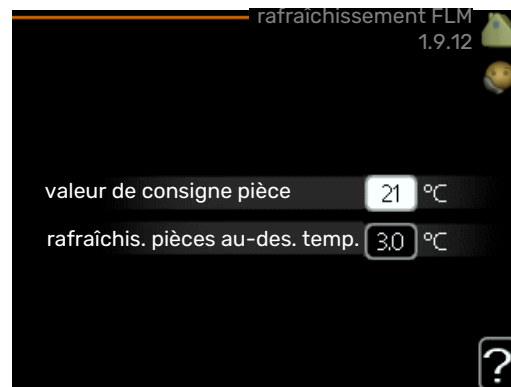 rafraîchissement FLM
1.9.12
valeur de consigne pièce 21 °C
rafraîchis. pièces au-des. temp. 3.0 °C
?